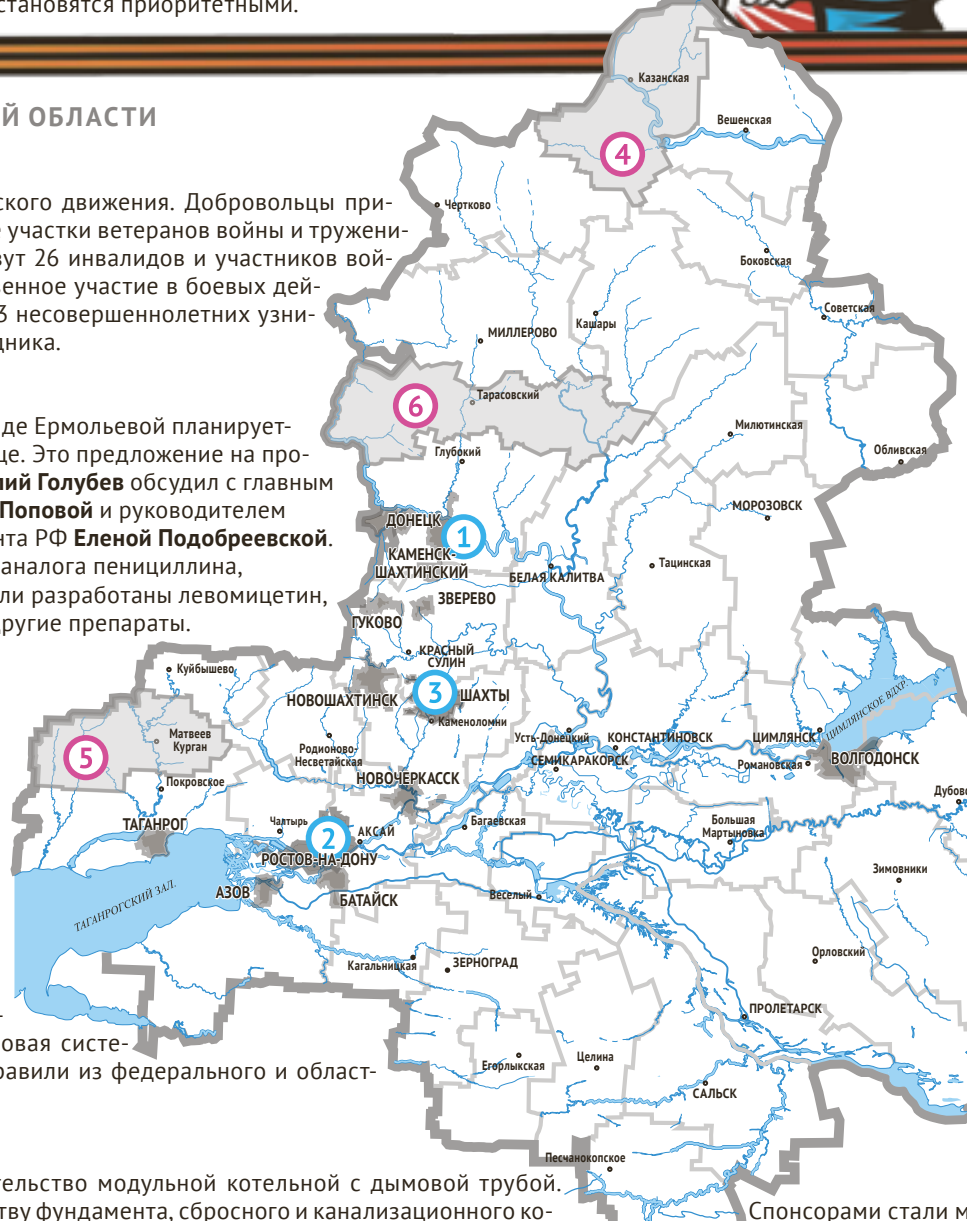 становятся приоритетными.
Й ОБЛАСТИ
ского движения. Добровольцы при-
е участки ветеранов войны и тружени-
вут 26 инвалидов и участников вой-
венное участие в боевых дей-
3 несовершеннолетних узни-
дника.
де Ермольевой планирует-
це. Это предложение на про-
лий Голубев обсудил с главным
Поповой и руководителем
нта РФ Еленой Подобреевской.
аналога пенициллина,
ли разработаны левомицетин,
другие препараты.
Казанская
4
Вешенская
Чертково
Боковская
Советская
Кашары
МИЛЛЕРОВО
6
Тарасовский
Милютинская
Глубокий
Обливская
МОРОЗОВСК
ДОНЕЦК
1
КАМЕНСК-
ШАХТИНСКИЙ
Тацинская
БЕЛАЯ КАЛИТВА
ЗВЕРЕВО
ГУКОВО
КРАСНЫЙ
СУЛИН
Куйбышево
НОВОШАХТИНСК
3
ШАХТЫ
Каменоломни
ЦИМЛЯНСКОЕ ВДХР.
Матвеев
Курган
5
Родионово-
Несветайская
Усть-Донецкий
КОНСТАНТИНОВСК
ЦИМЛЯНСК
СЕМИКАРАКОРСК
Романовская
ВОЛГОДОНСК
Покровское
НОВОЧЕРКАССК
Дубово
ТАГАНРОГ
Чалтырь
2
АКСАЙ
Багаевская
Большая
Мартыновка
РОСТОВ-НА-ДОНУ
Зимовники
АЗОВ
БАТАЙСК
Веселый
ТАГАНРОГСКИЙ ЗАЛ.
Орловский
Кагальницкая
ЗЕРНОГРАД
ПРОЛЕТАРСК
овая систе-
равили из федерального и област-
Егорлыкская
Целина
САЛЬСК
Песчанокопское
тельство модульной котельной с дымовой трубой.
тву фундамента, сбросного и канализационного ко-
Спонсорами стали м